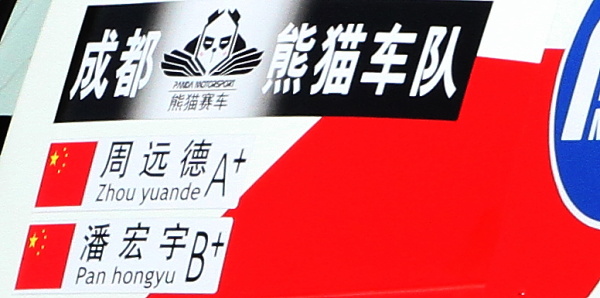 成都 熊猫车队
PANDA MOTORSPORT
熊猫赛车
周远德 A+
Zhou yuande
潘宏宇 B+
Pan hongyu